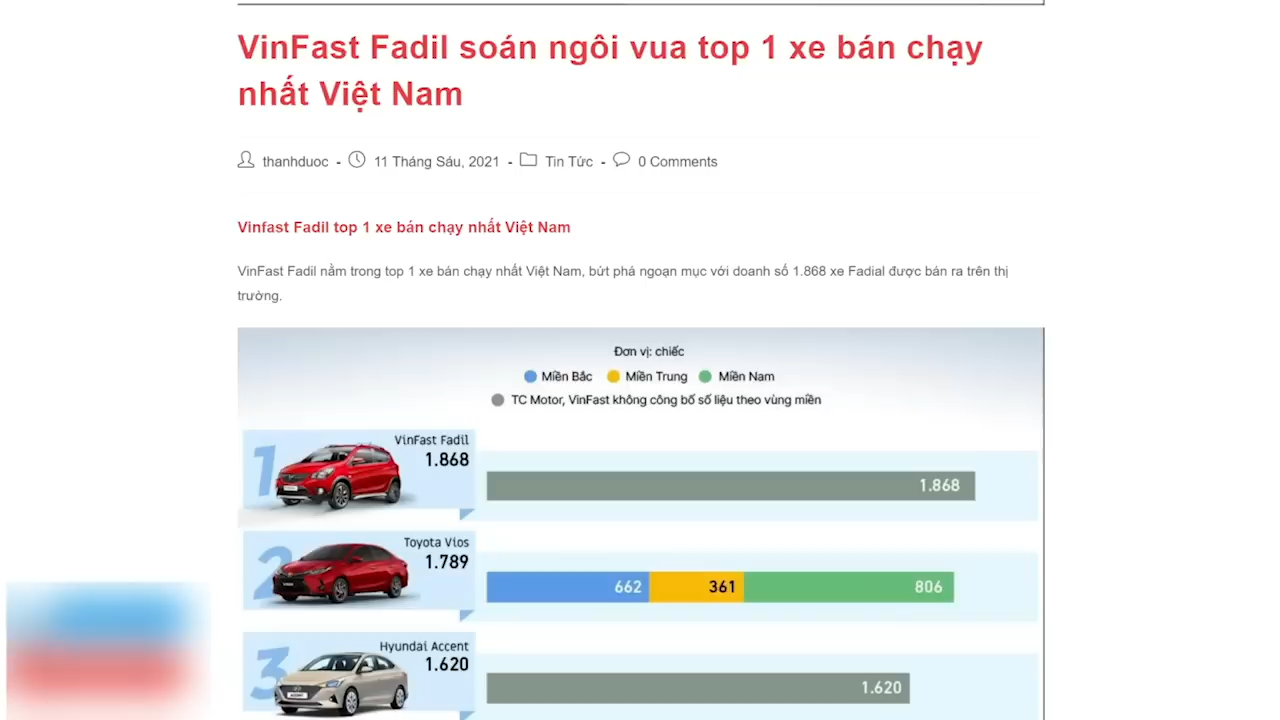 VinFast Fadil soán ngôi vua top 1 xe bán chạy
nhất Việt Nam
thanhduoc - 11 Tháng Sáu, 2021 - Tin Tức - 0 Comments
Vinfast Fadil top 1 xe bán chạy nhất Việt Nam
VinFast Fadil nằm trong top 1 xe bán chạy nhất Việt Nam, bứt phá ngoạn mục với doanh số 1.868 xe Fadial được bán ra trên thị
trường.
Đơn vị: chiếc
Miền Bắc Miền Trung Miền Nam
TC Motor, VinFast không công bố số liệu theo vùng miền
1
VinFast Fadil
1.868
1.868
2
Toyota Vios
1.789
662 361 806
3
Hyundai Accent
1.620
1.620